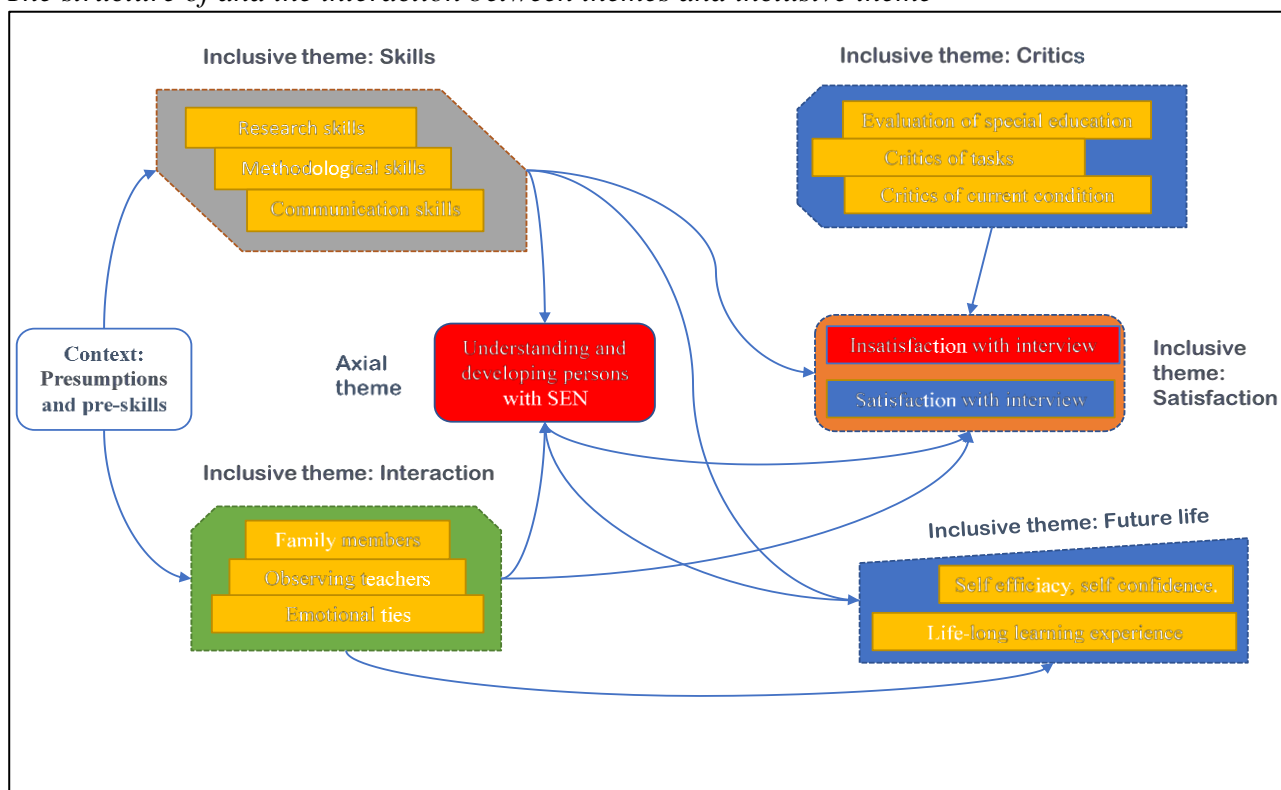 The structure of and the interaction between themes and inclusive theme
Inclusive theme: Skills
Research skills
Methodological skills
Communication skills
Inclusive theme: Critics
Evaluation of special education
Critics of tasks
Critics of current condition
Context:
Presumptions
and pre-skills
Axial
theme
Understanding and
developing persons
with SEN
Insatisfaction with interview
Satisfaction with interview
Inclusive
theme:
Satisfaction
Inclusive theme: Interaction
Family members
Observing teachers
Emotional ties
Inclusive theme: Future life
Self efficiacy, self confidence.
Life-long learning experience